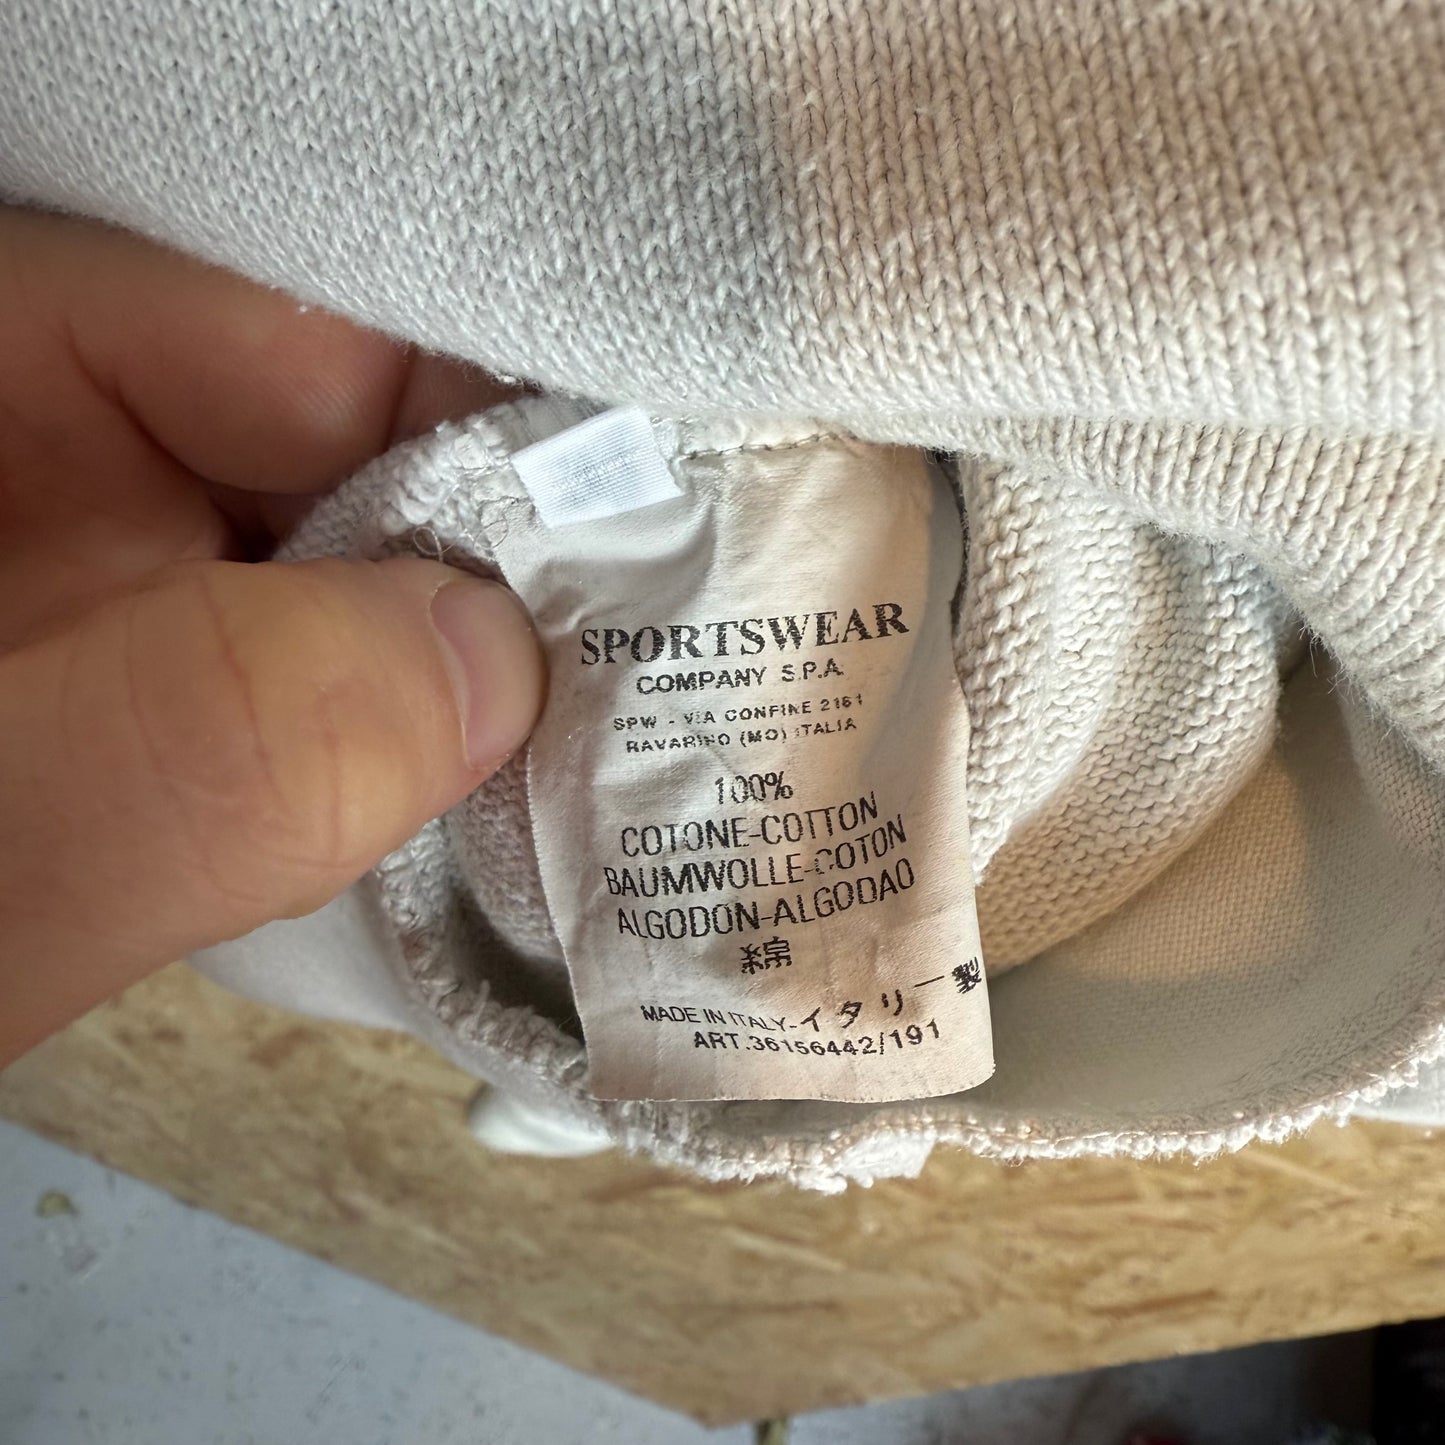 SPORTSWEAR
COMPANY S.P.A.
SPW - VIA CONFINE 2161
RAVARINO (MO) ITALIA
100%
COTONE-COTTON
BAUMWOLLE-COTON
ALGODON-ALGODAO
綿
MADE IN ITALY-イタリー製
ART.36156442/191